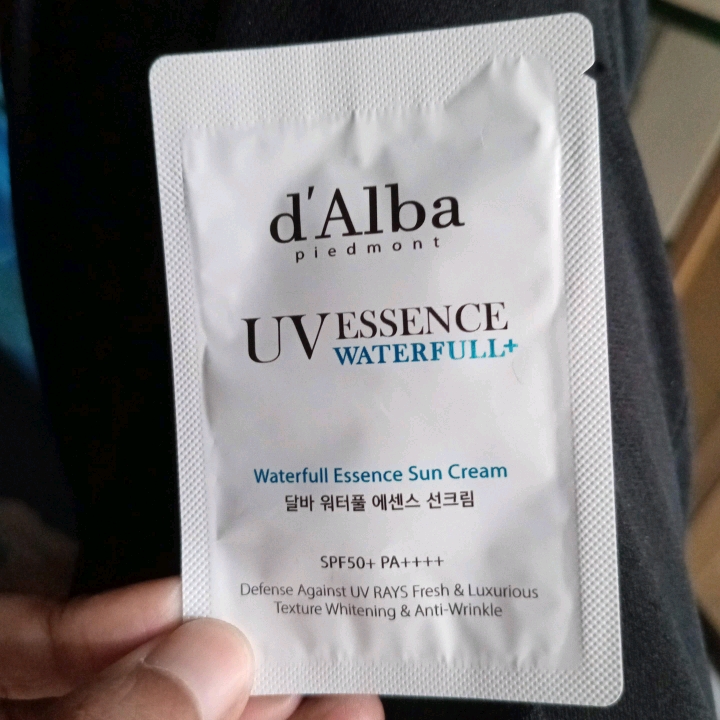 d'Alba
piedmont
UV ESSENCE
WATERFULL+
Waterfull Essence Sun Cream
달바 워터풀 에센스 선크림
SPF50+ PA++++
Defense Against UV RAYS Fresh & Luxurious
Texture Whitening & Anti-Wrinkle